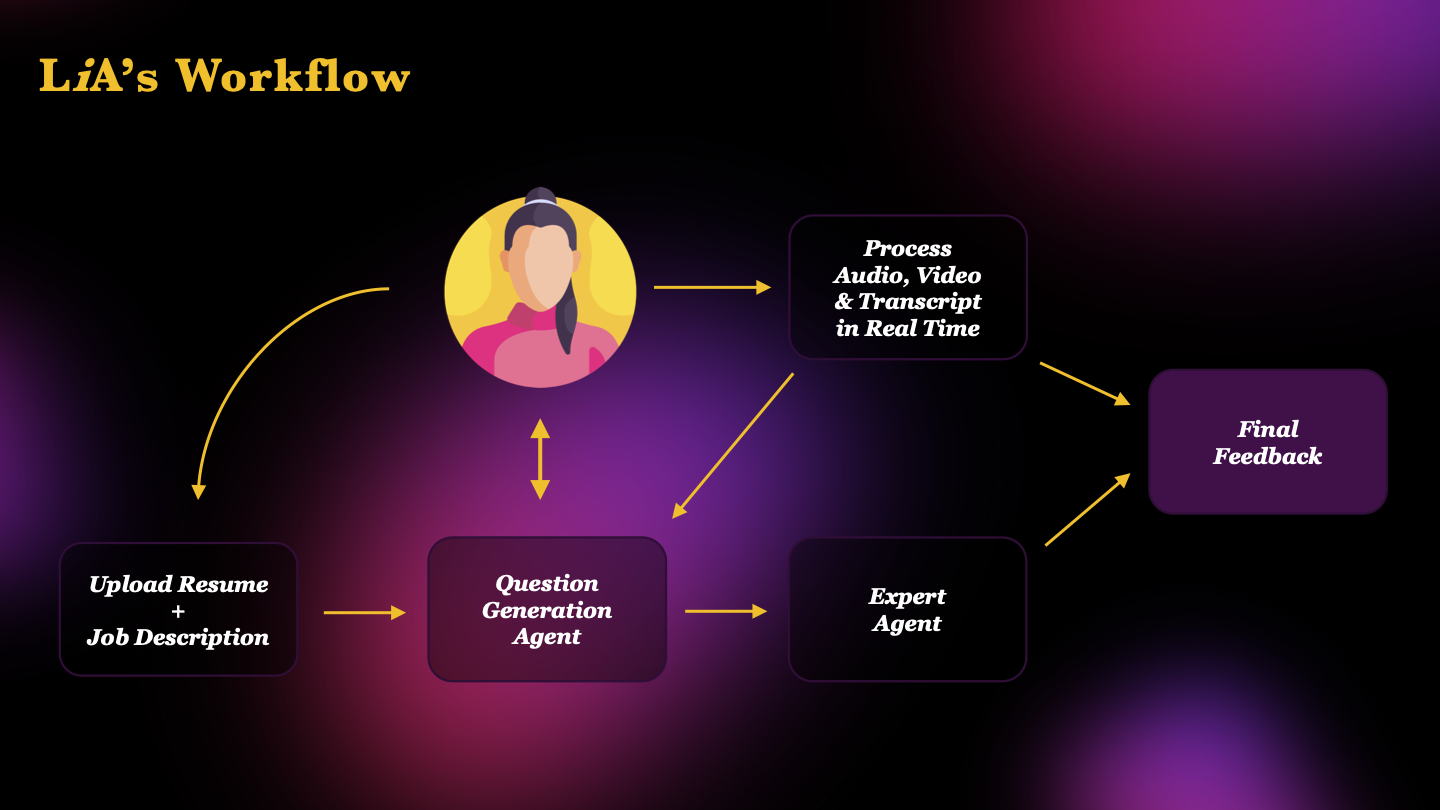 LiA’s Workflow
Process
Audio, Video
& Transcript
in Real Time
Final
Feedback
Upload Resume
+
Job Description
Question
Generation
Agent
Expert
Agent